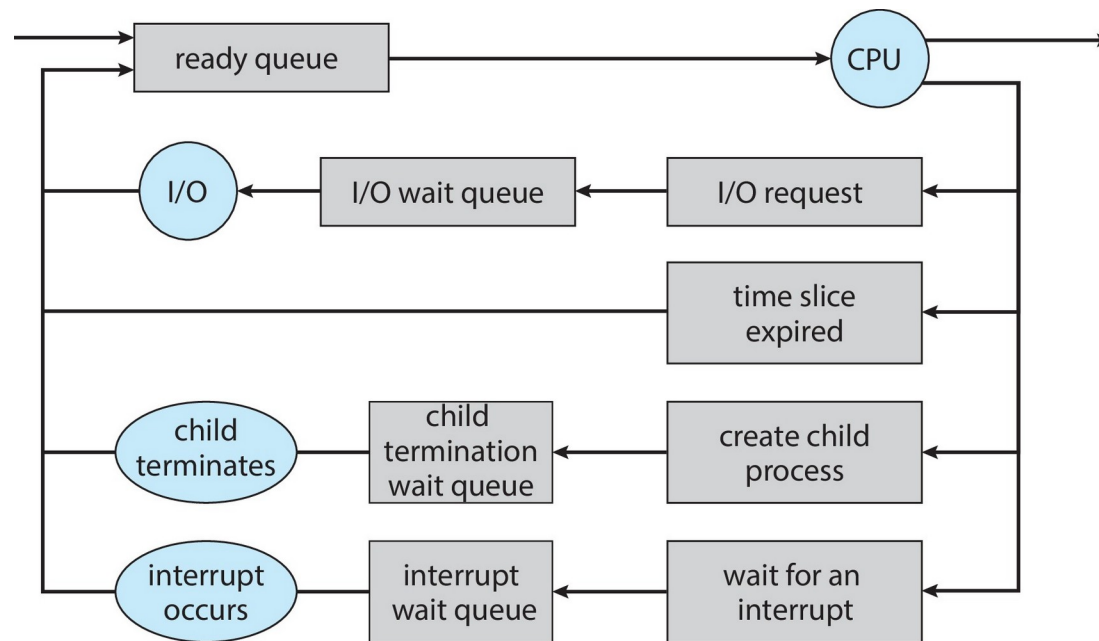 ready queue
CPU
I/O
I/O wait queue
I/O request
time slice
expired
child
terminates
child
termination
wait queue
create child
process
interrupt
occurs
interrupt
wait queue
wait for an
interrupt